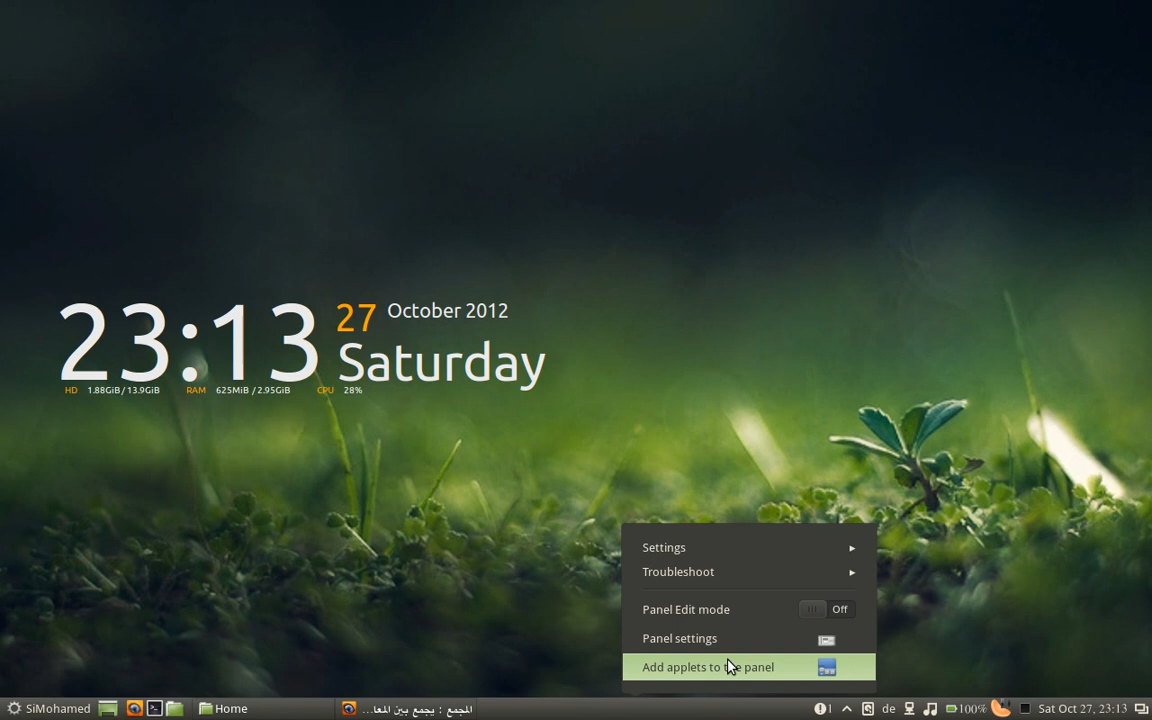 23:13
27 October 2012
Saturday
HD 1.88GiB / 13.9GiB RAM 625MiB / 2.95GiB CPU 28%
Settings
Troubleshoot
Panel Edit mode Off
Panel settings
Add applets to the panel
SiMohamed
Home
المجمع : يجمع بين المعا...
1
de
100%
Sat Oct 27, 23:13